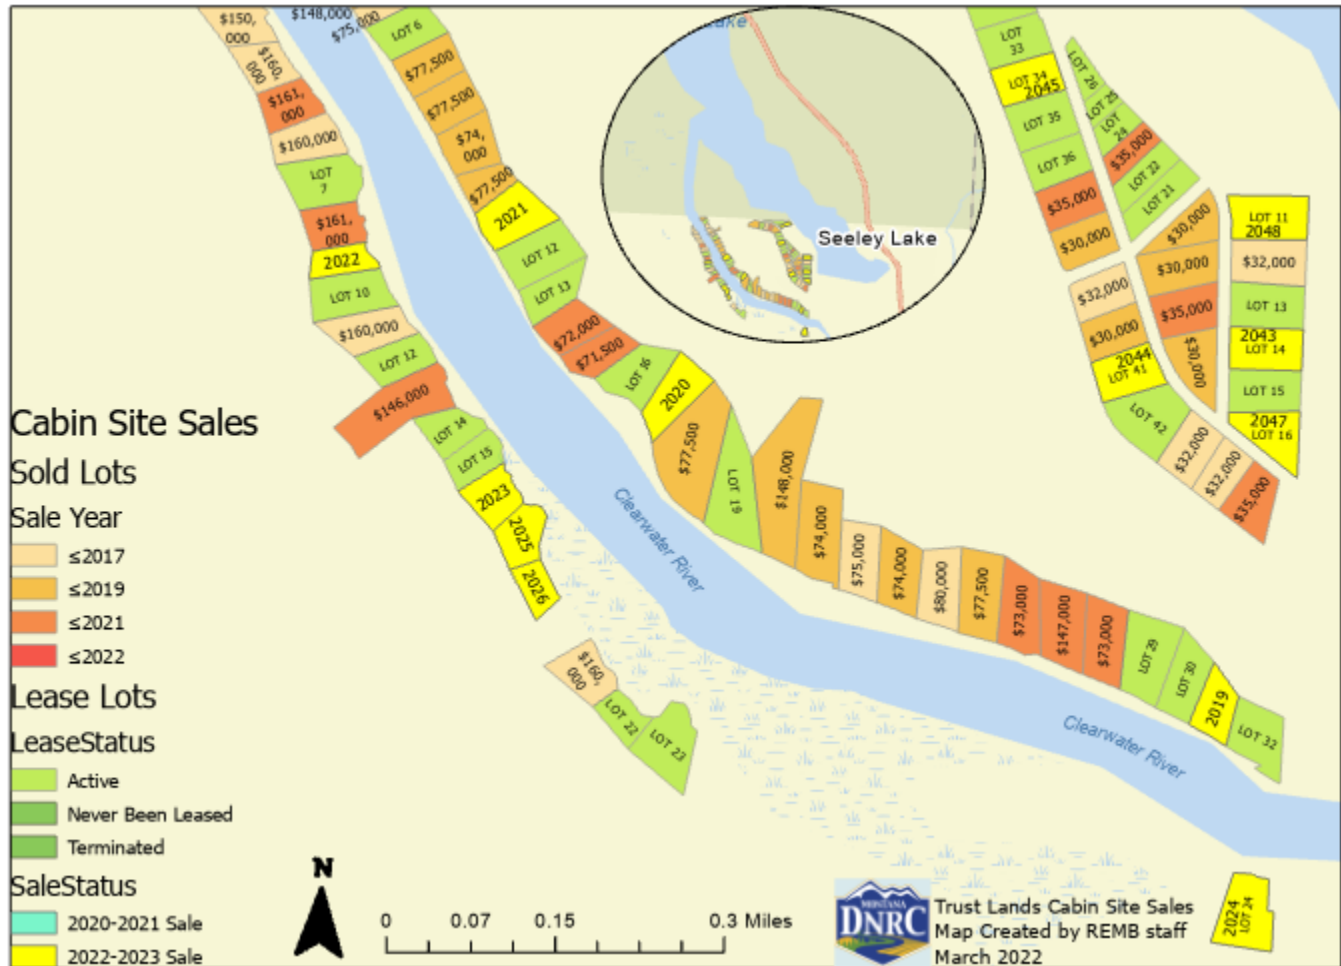 $150,
000
$148,000
$75,000
LOT 6
$160,
000
$77,500
$161,
000
$77,500
$160,000
$74,
000
LOT
7
$77,500
$161,
000
2021
2022
LOT 12
LOT 10
LOT 13
$160,000
$72,000
LOT 12
$71,500
$146,000
LOT 16
2020
LOT 14
LOT 15
$77,500
LOT 19
$148,000
$74,000
2023
2025
2026
$75,000
$74,000
$80,000
$77,500
$73,000
$147,000
$73,000
LOT 29
LOT 30
2019
LOT 32
$160,
000
LOT 22
LOT 23
Clearwater River
Clearwater River
Lake
Seeley Lake
LOT
33
LOT 34
2045
LOT 35
LOT 36
$35,000
$30,000
LOT 26
LOT 25
LOT
24
$35,000
LOT 22
LOT 21
$30,000
$30,000
$35,000
$30,000
LOT 11
2048
$32,000
LOT 13
2043
LOT 14
LOT 15
2047
LOT 16
$32,000
$30,000
2044
LOT 41
LOT 42
$32,000
$32,000
$35,000
2024
LOT 24
Cabin Site Sales
Sold Lots
Sale Year
≤2017
≤2019
≤2021
≤2022
Lease Lots
LeaseStatus
Active
Never Been Leased
Terminated
SaleStatus
2020-2021 Sale
2022-2023 Sale
N
0 0.07 0.15 0.3 Miles
MONTANA
DNRC
Trust Lands Cabin Site Sales
Map Created by REMB staff
March 2022